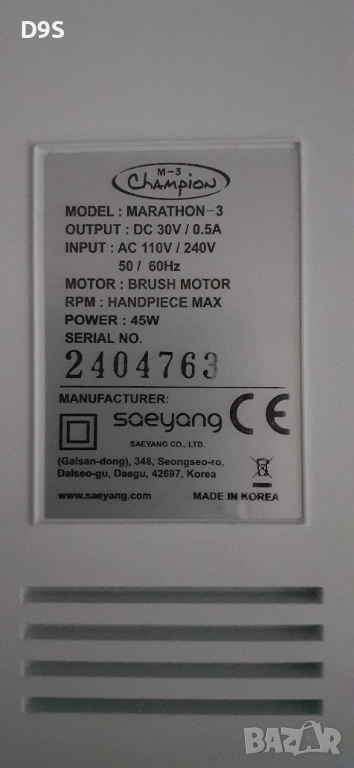 D9S
M-3
Champion
MODEL : MARATHON-3
OUTPUT : DC 30V / 0.5A
INPUT : AC 110V / 240V
50 / 60Hz
MOTOR : BRUSH MOTOR
RPM : HANDPIECE MAX
POWER : 45W
SERIAL NO.
2404763
MANUFACTURER:
saeyang CE
SAEYANG CO., LTD.
(Galsan-dong), 348, Seongseo-ro,
Dalseo-gu, Daegu, 42697, Korea
www.saeyang.com MADE IN KOREA
BAZAR